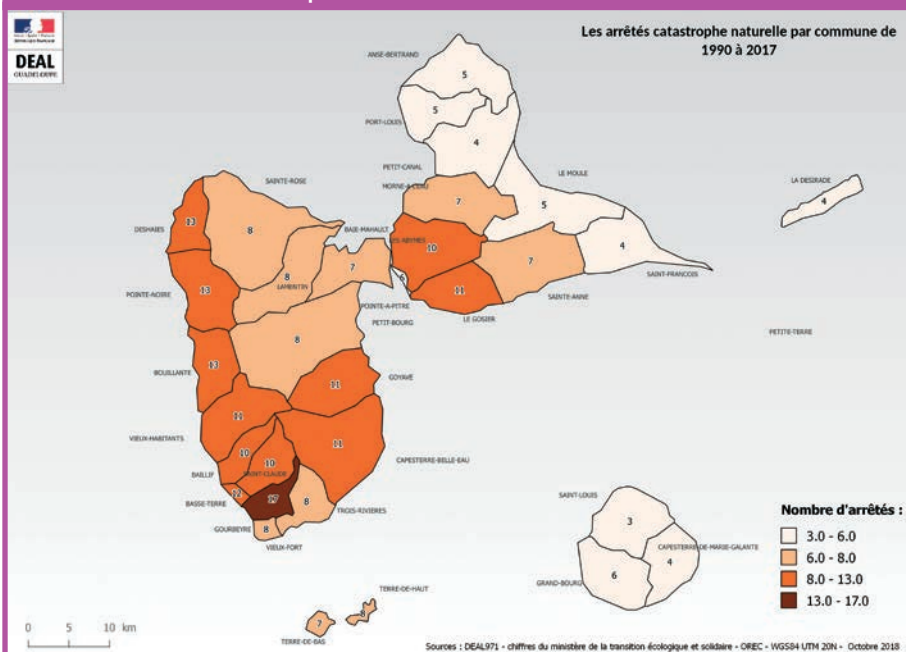 DEAL
GUADELOUPE
Les arrêtés catastrophe naturelle par commune de
1990 à 2017
ANSE-BERTRAND
5
5
PORT-LOUIS
4
PETIT-CANAL
LE MOULE
LA DESIRADE
4
SAINTE-ROSE
MORNE-A-L'EAU
7
5
DESHAIES
13
8
BAIE-MAHAULT
LES ABYMES
10
4
7
8
7
6
SAINT-FRANCOIS
LAMENTIN
POINTE-NOIRE
13
11
SAINTE-ANNE
POINTE-A-PITRE
LE GOSIER
PETIT-BOURG
PETITE-TERRE
8
13
BOUILLANTE
GOYAVE
11
11
VIEUX-HABITANTS
11
10
10
CAPESTERRE-BELLE-EAU
SAINT-CLAUDE
BAILLIF
12
17
8
BASSE-TERRE
TROIS-RIVIERES
GOURBEYRE
8
VIEUX-FORT
SAINT-LOUIS
3
CAPESTERRE-DE-MARIE-GALANTE
4
6
GRAND-BOURG
TERRE-DE-HAUT
8
7
TERRE-DE-BAS
Nombre d'arrêtés :
3.0 - 6.0
6.0 - 8.0
8.0 - 13.0
13.0 - 17.0
0 5 10 km
Sources : DEAL971 - chiffres du ministère de la transition écologique et solidaire - OREC - WGS84 UTM 20N - Octobre 2018